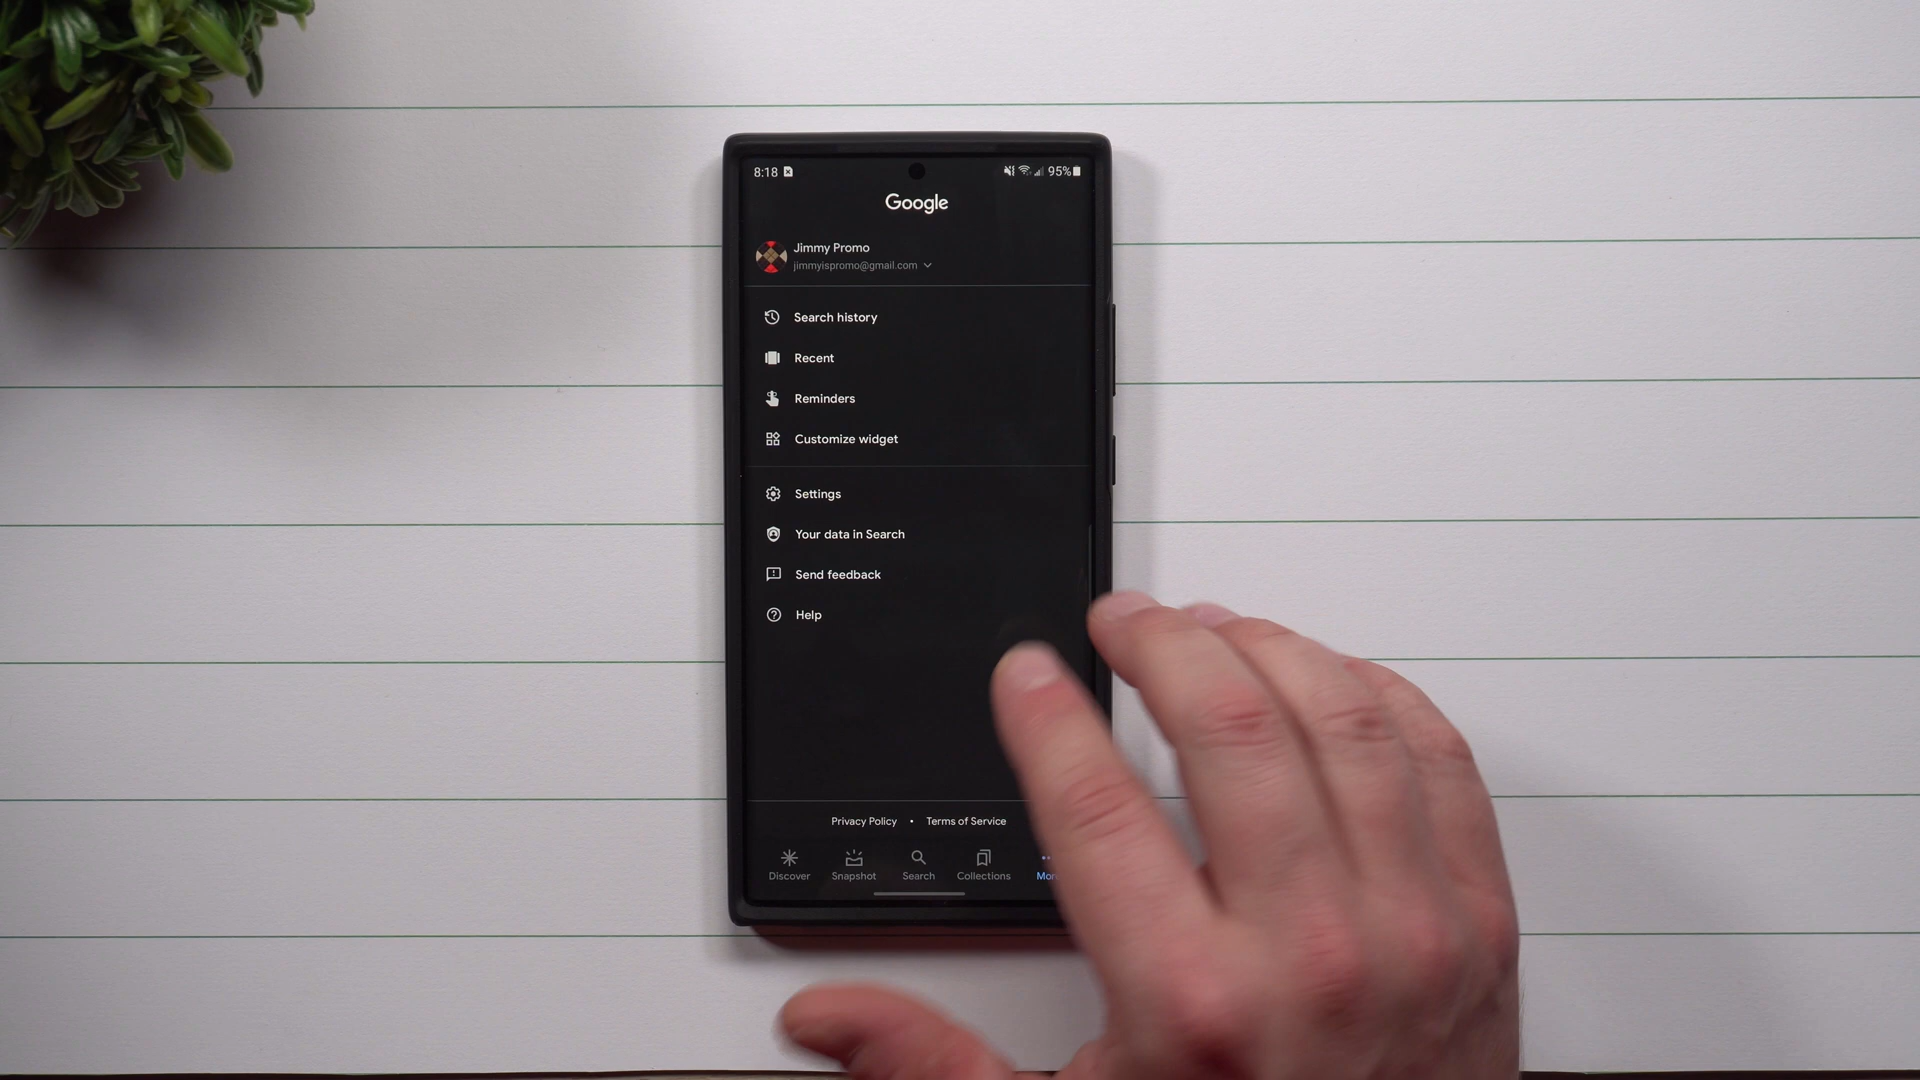 8:18 95%
Google
Jimmy Promo
jimmyispromo@gmail.com
Search history
Recent
Reminders
Customize widget
Settings
Your data in Search
Send feedback
Help
Privacy Policy • Terms of Service
Discover Snapshot Search Collections